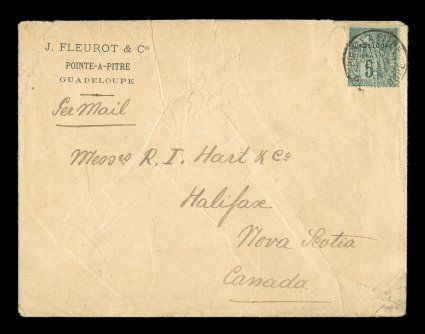 J. FLEUROT & Co
POINTE-A-PITRE
GUADELOUPE
Per Mail
Messrs R. I. Hart & Co
Halifax
Nova Scotia
Canada
GUADELOUPE
5